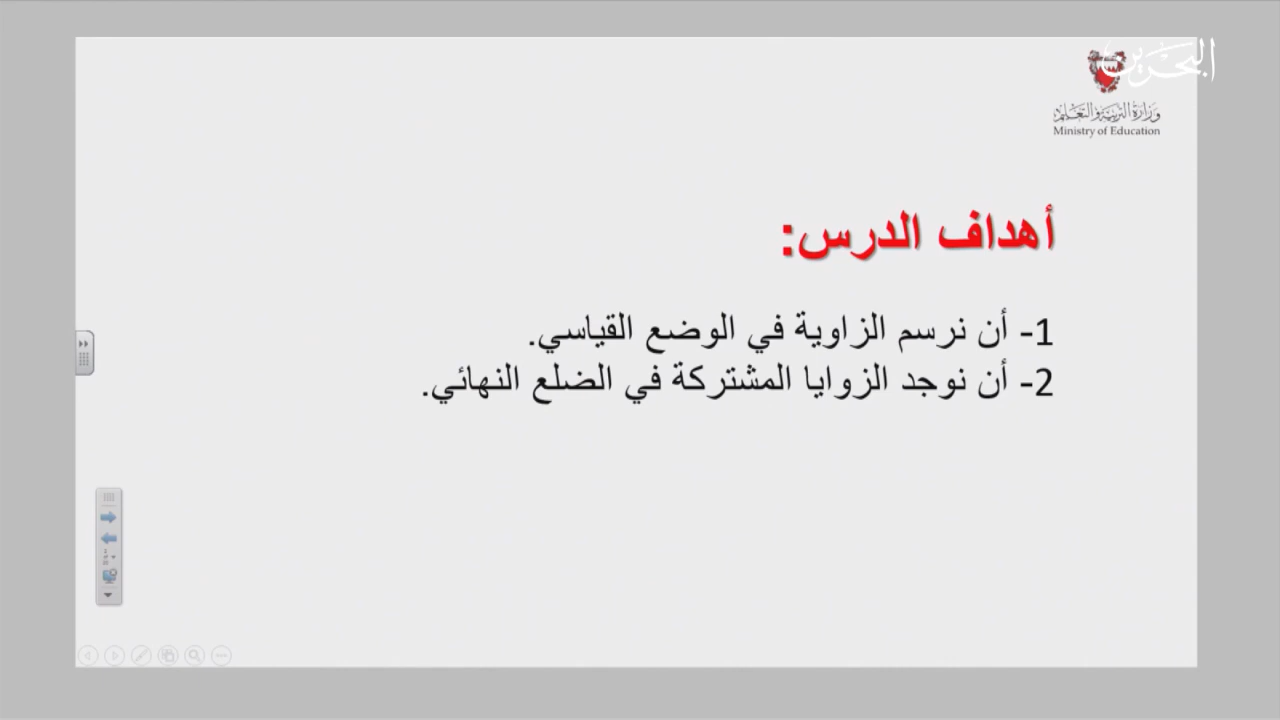 البحرين
وزارة التربية والتعليم
Ministry of Education
أهداف الدرس:
1- أن نرسم الزاوية في الوضع القياسي.
2- أن نوجد الزوايا المشتركة في الضلع النهائي.